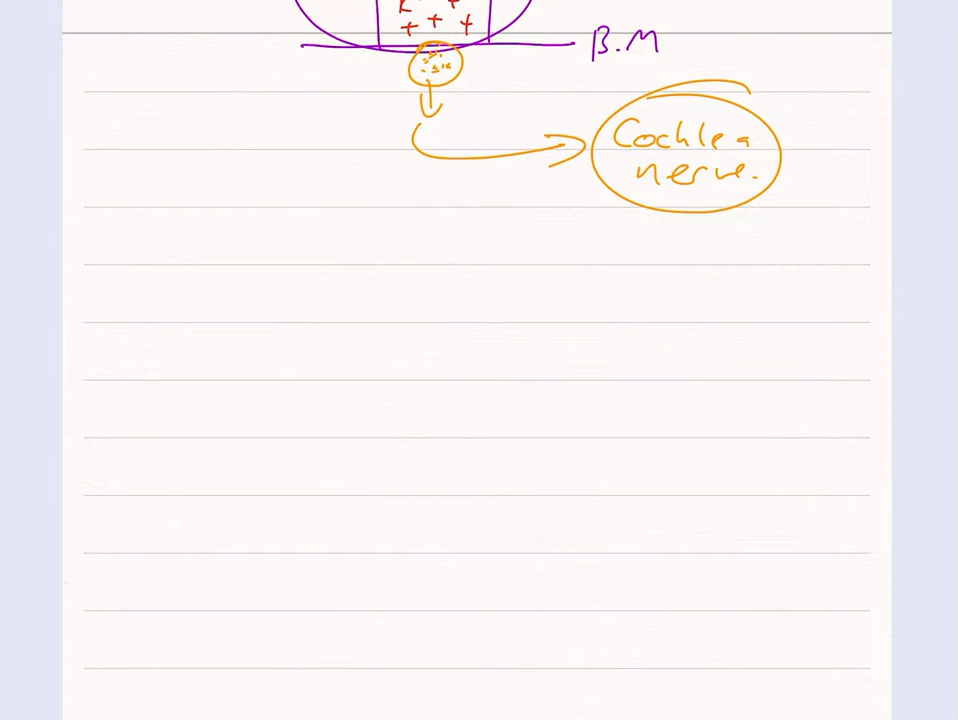 + + +
B.M
Cochlea
nerve.